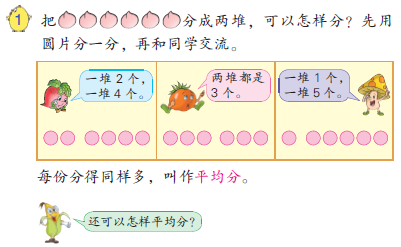 1 把分成两堆，可以怎样分？先用
圆片分一分，再和同学交流。
一堆2个，
一堆4个。
两堆都是
3个。
一堆1个，
一堆5个。
每份分得同样多，叫作平均分。
还可以怎样平均分？